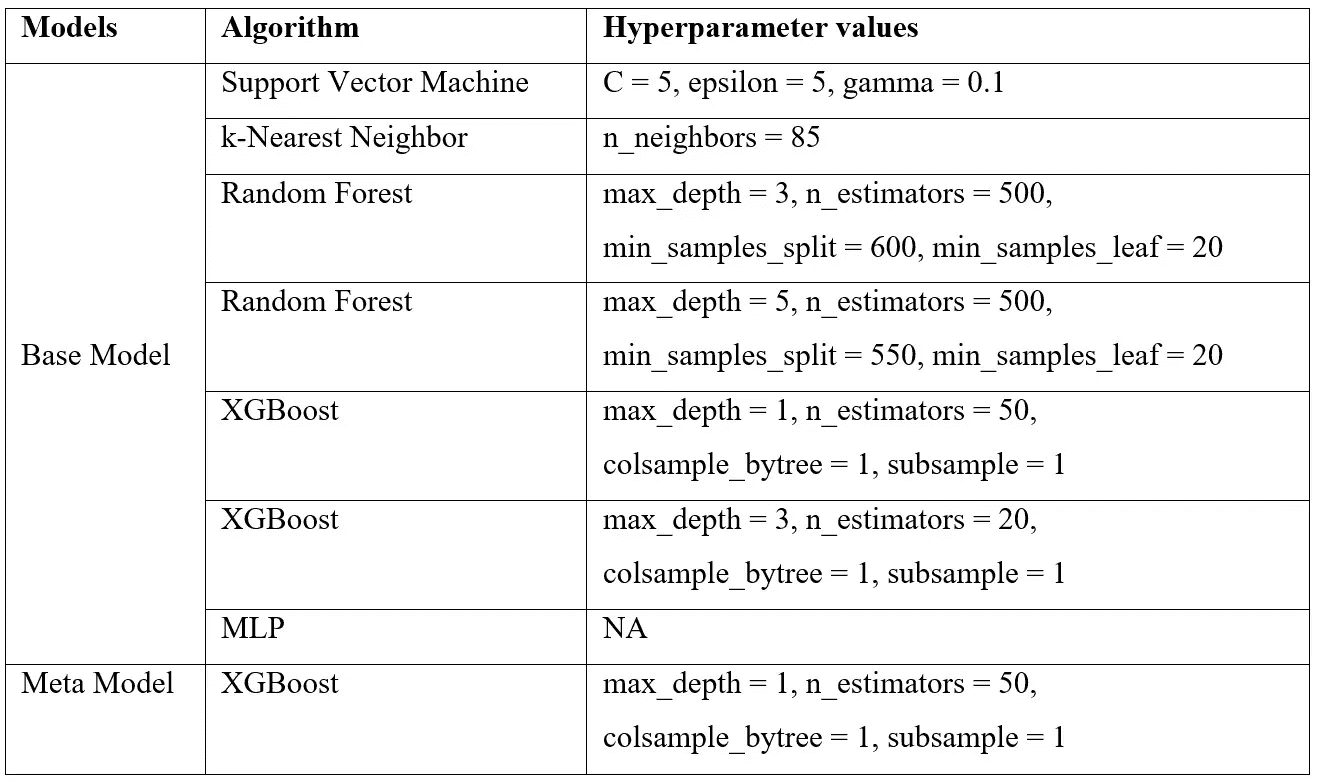 Models Algorithm Hyperparameter values
Support Vector Machine C = 5, epsilon = 5, gamma = 0.1
k-Nearest Neighbor n_neighbors = 85
Random Forest max_depth = 3, n_estimators = 500,
min_samples_split = 600, min_samples_leaf = 20
Random Forest max_depth = 5, n_estimators = 500,
Base Model min_samples_split = 550, min_samples_leaf = 20
XGBoost max_depth = 1, n_estimators = 50,
colsample_bytree = 1, subsample = 1
XGBoost max_depth = 3, n_estimators = 20,
colsample_bytree = 1, subsample = 1
MLP NA
Meta Model XGBoost max_depth = 1, n_estimators = 50,
colsample_bytree = 1, subsample = 1